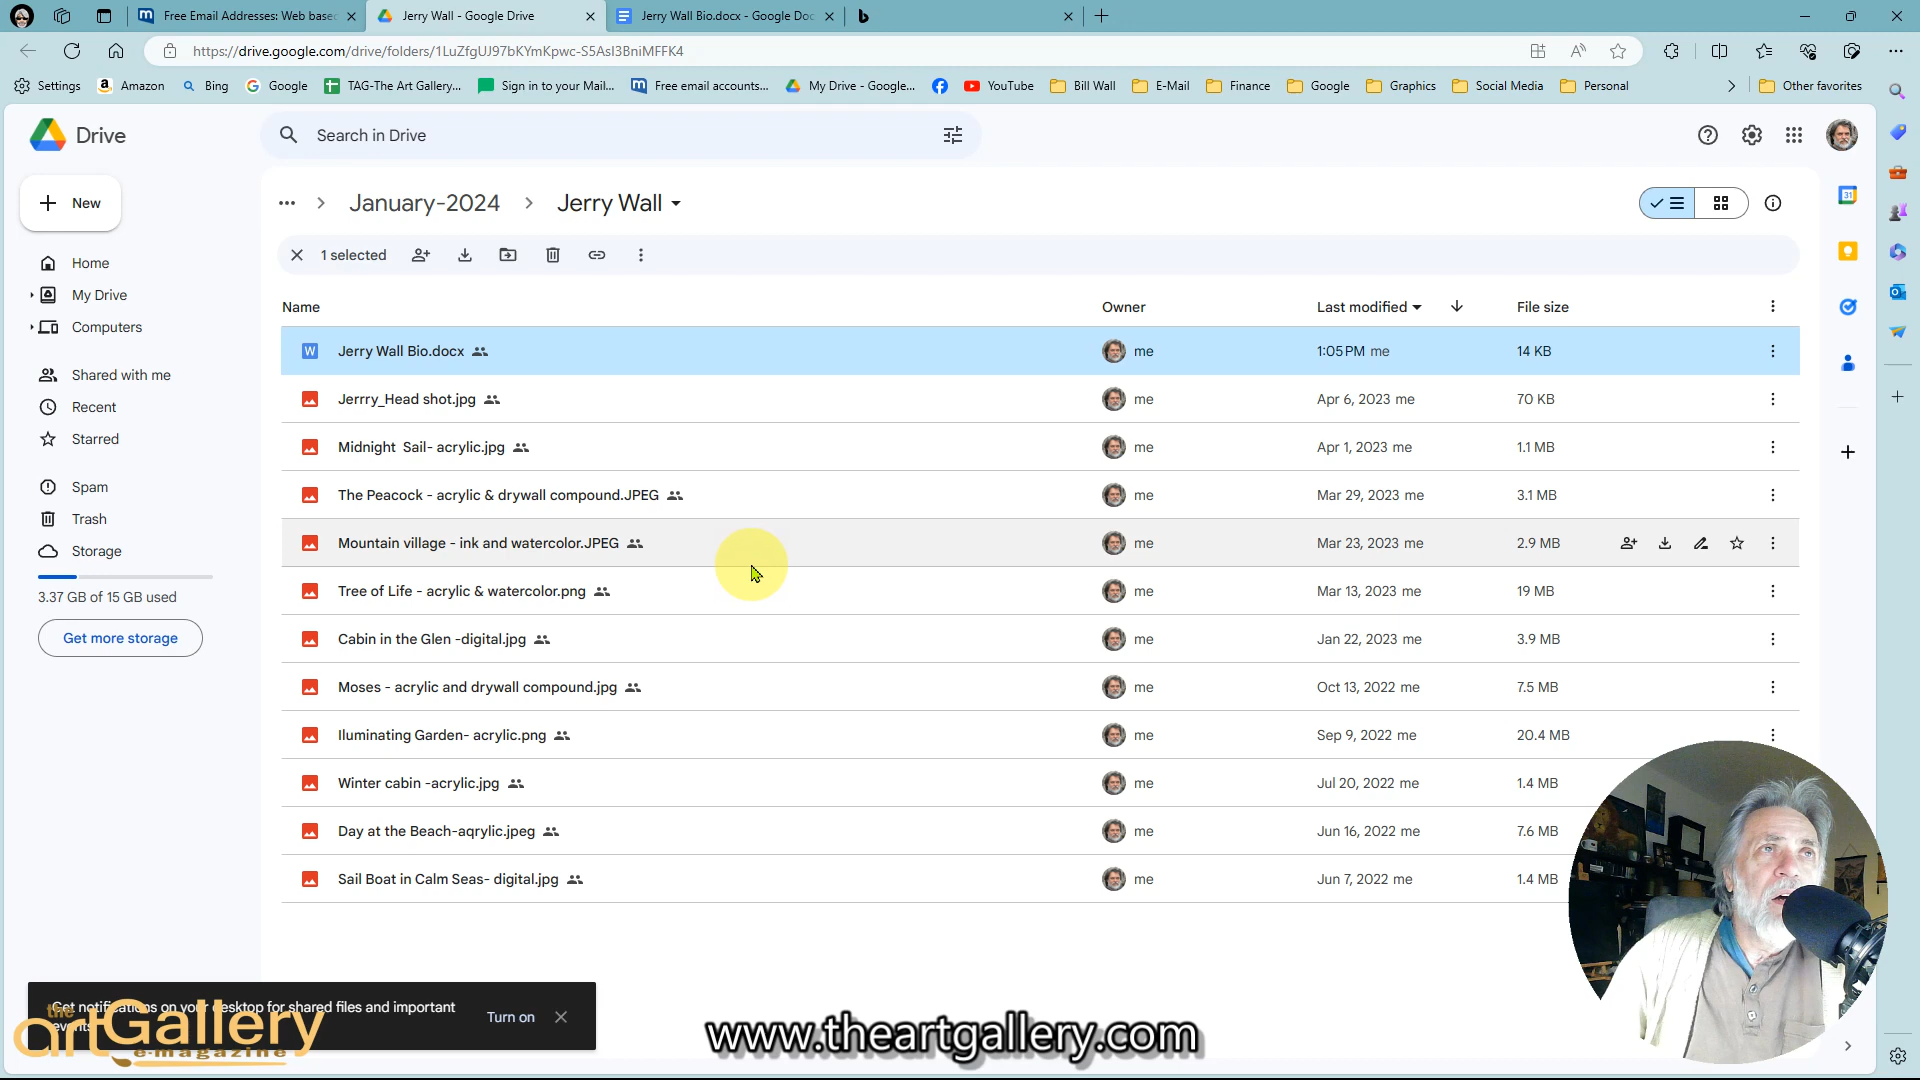 Free Email Addresses: Web base
Jerry Wall - Google Drive
Jerry Wall Bio.docx - Google Doc
https://drive.google.com/drive/folders/1LuZfgUJ97bKYmKpwc-S5AsI3BniMFFK4
Settings
Amazon
Bing
Google
TAG-The Art Gallery...
Sign in to your Mail...
Free email accounts...
My Drive - Google...
YouTube
Bill Wall
E-Mail
Finance
Google
Graphics
Social Media
Personal
Other favorites
Drive
Search in Drive
New
January-2024
Jerry Wall
1 selected
Home
My Drive
Computers
Shared with me
Recent
Starred
Spam
Trash
Storage
3.37 GB of 15 GB used
Get more storage
Name Owner Last modified File size
Jerry Wall Bio.docx me 1:05 PM me 14 KB
Jerrry_Head shot.jpg me Apr 6, 2023 me 70 KB
Midnight Sail- acrylic.jpg me Apr 1, 2023 me 1.1 MB
The Peacock - acrylic & drywall compound.JPEG me Mar 29, 2023 me 3.1 MB
Mountain village - ink and watercolor.JPEG me Mar 23, 2023 me 2.9 MB
Tree of Life - acrylic & watercolor.png me Mar 13, 2023 me 19 MB
Cabin in the Glen -digital.jpg me Jan 22, 2023 me 3.9 MB
Moses - acrylic and drywall compound.jpg me Oct 13, 2022 me 7.5 MB
Iluminating Garden- acrylic.png me Sep 9, 2022 me 20.4 MB
Winter cabin -acrylic.jpg me Jul 20, 2022 me 1.4 MB
Day at the Beach-aqrylic.jpeg me Jun 16, 2022 me 7.6 MB
Sail Boat in Calm Seas- digital.jpg me Jun 7, 2022 me 1.4 MB
Get notifications on your desktop for shared files and important
events
Turn on
the
artGallery
e-magazine
www.theartgallery.com